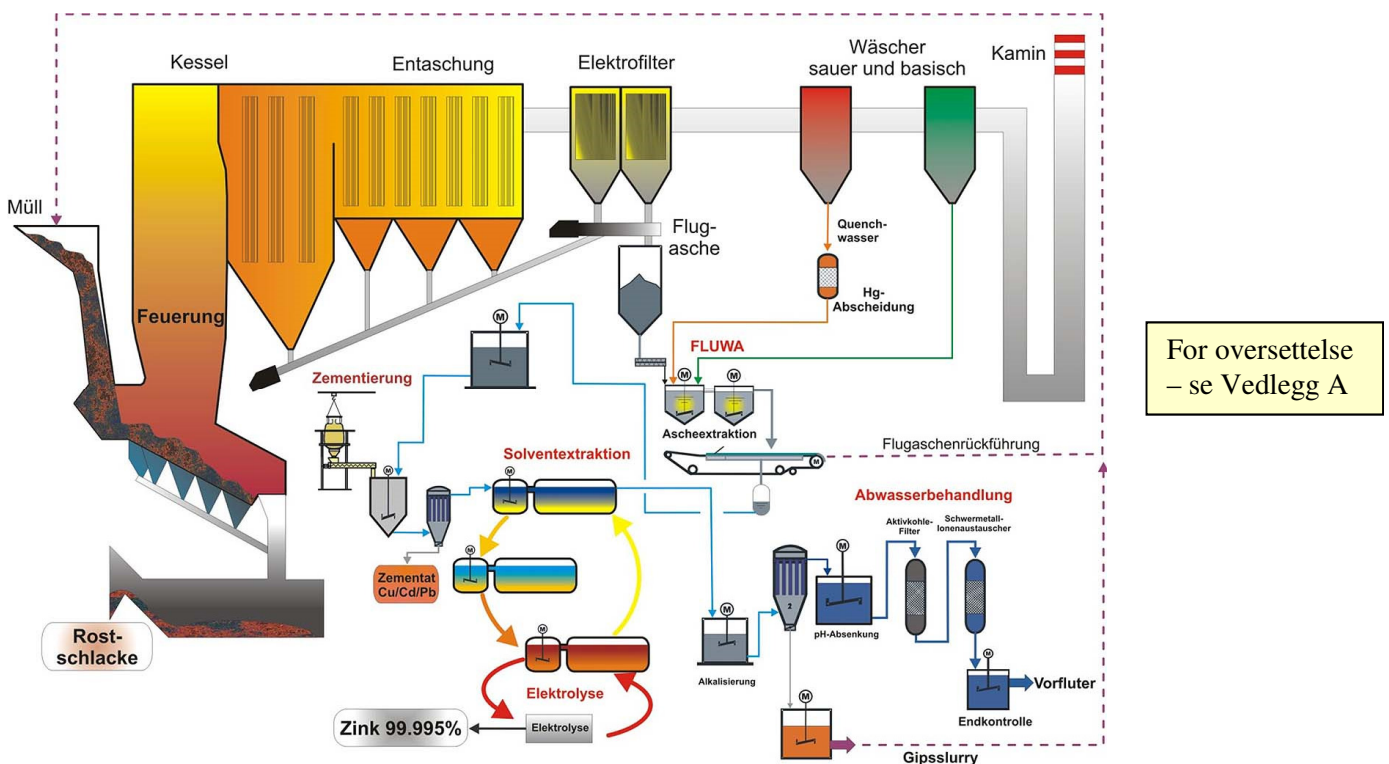 Kessel
Entaschung
Elektrofilter
Wäscher
sauer und basisch
Kamin
Müll
Flug-
asche
Quench-
wasser
Hg-
Abscheidung
Feuerung
M
FLUWA
M
M
For oversettelse
– se Vedlegg A
Zementierung
Ascheextraktion
Flugaschenrückführung
M
Solventextraktion
M
M
Abwasserbehandlung
Aktivkohle-
Filter
Schwermetall-
Ionenaustauscher
M
M
Zementat
Cu/Cd/Pb
2
M
pH-Absenkung
Rost-
schlacke
M
M
Alkalisierung
M
Vorfluter
Elektrolyse
M
Endkontrolle
Zink 99.995%
Elektrolyse
Gipsslurry